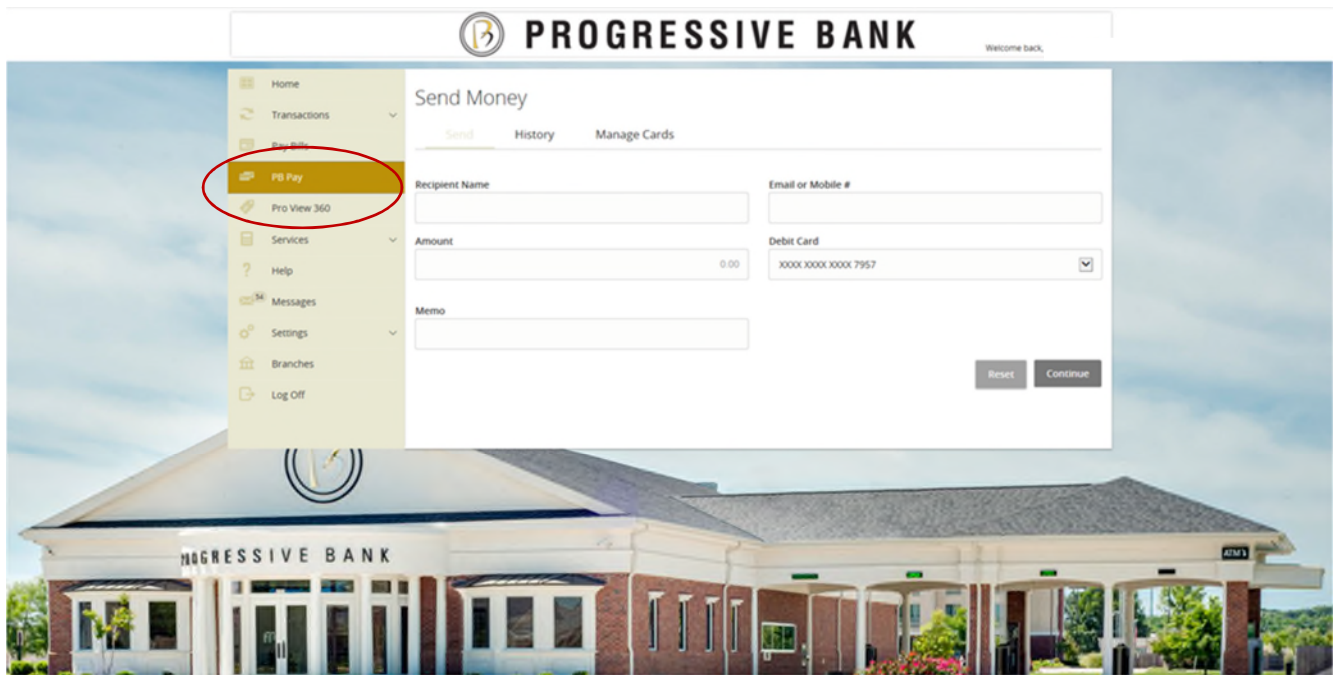 PROGRESSIVE BANK
Welcome back,
Home
Transactions
Pay Bills
PB Pay
Pro View 360
Services
? Help
54 Messages
Settings
Branches
Log Off
Send Money
Send History Manage Cards
Recipient Name Email or Mobile #
Amount Debit Card
0.00 XXXX XXXX XXXX 7957
Memo
Reset Continue
PROGRESSIVE BANK
ATM